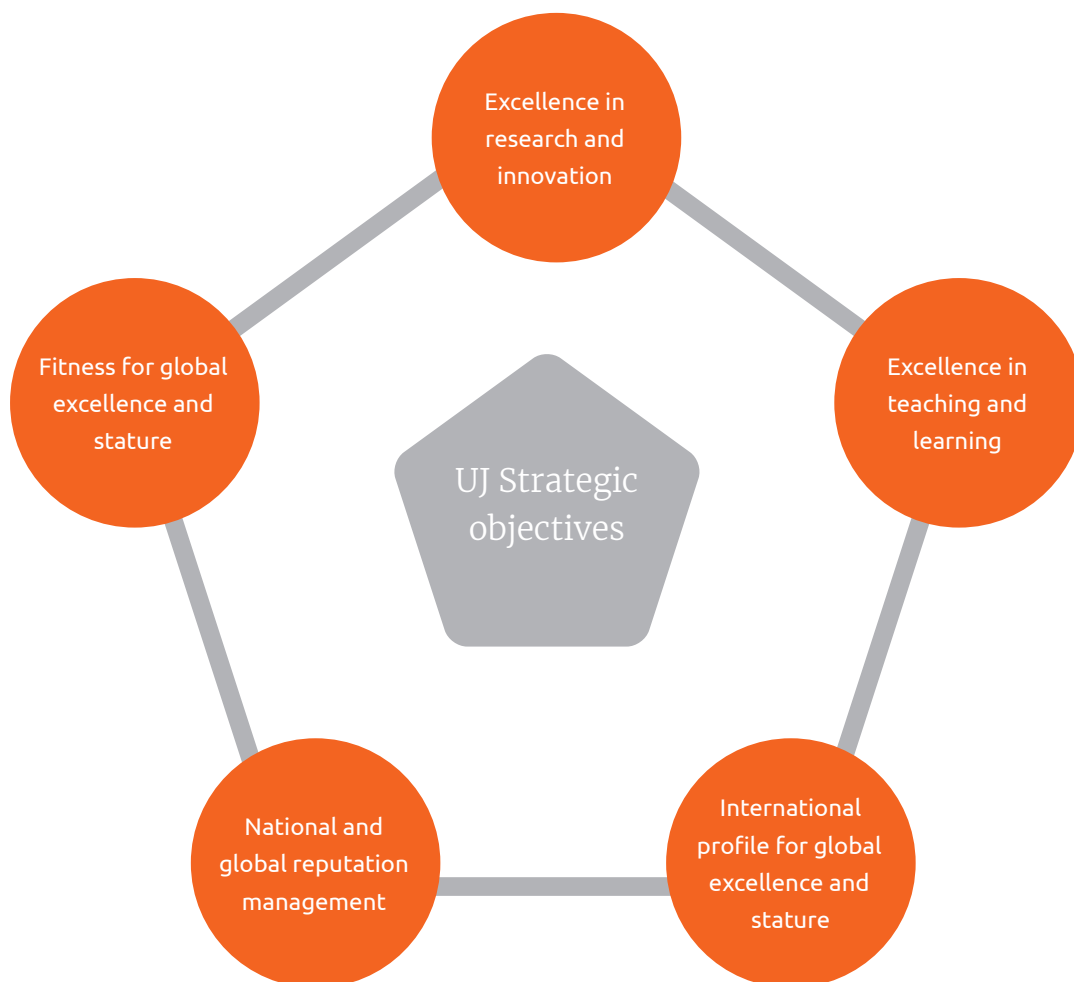 Excellence in
research and
innovation
Fitness for global
excellence and
stature
Excellence in
teaching and
learning
UJ Strategic
objectives
National and
global reputation
management
International
profile for global
excellence and
stature